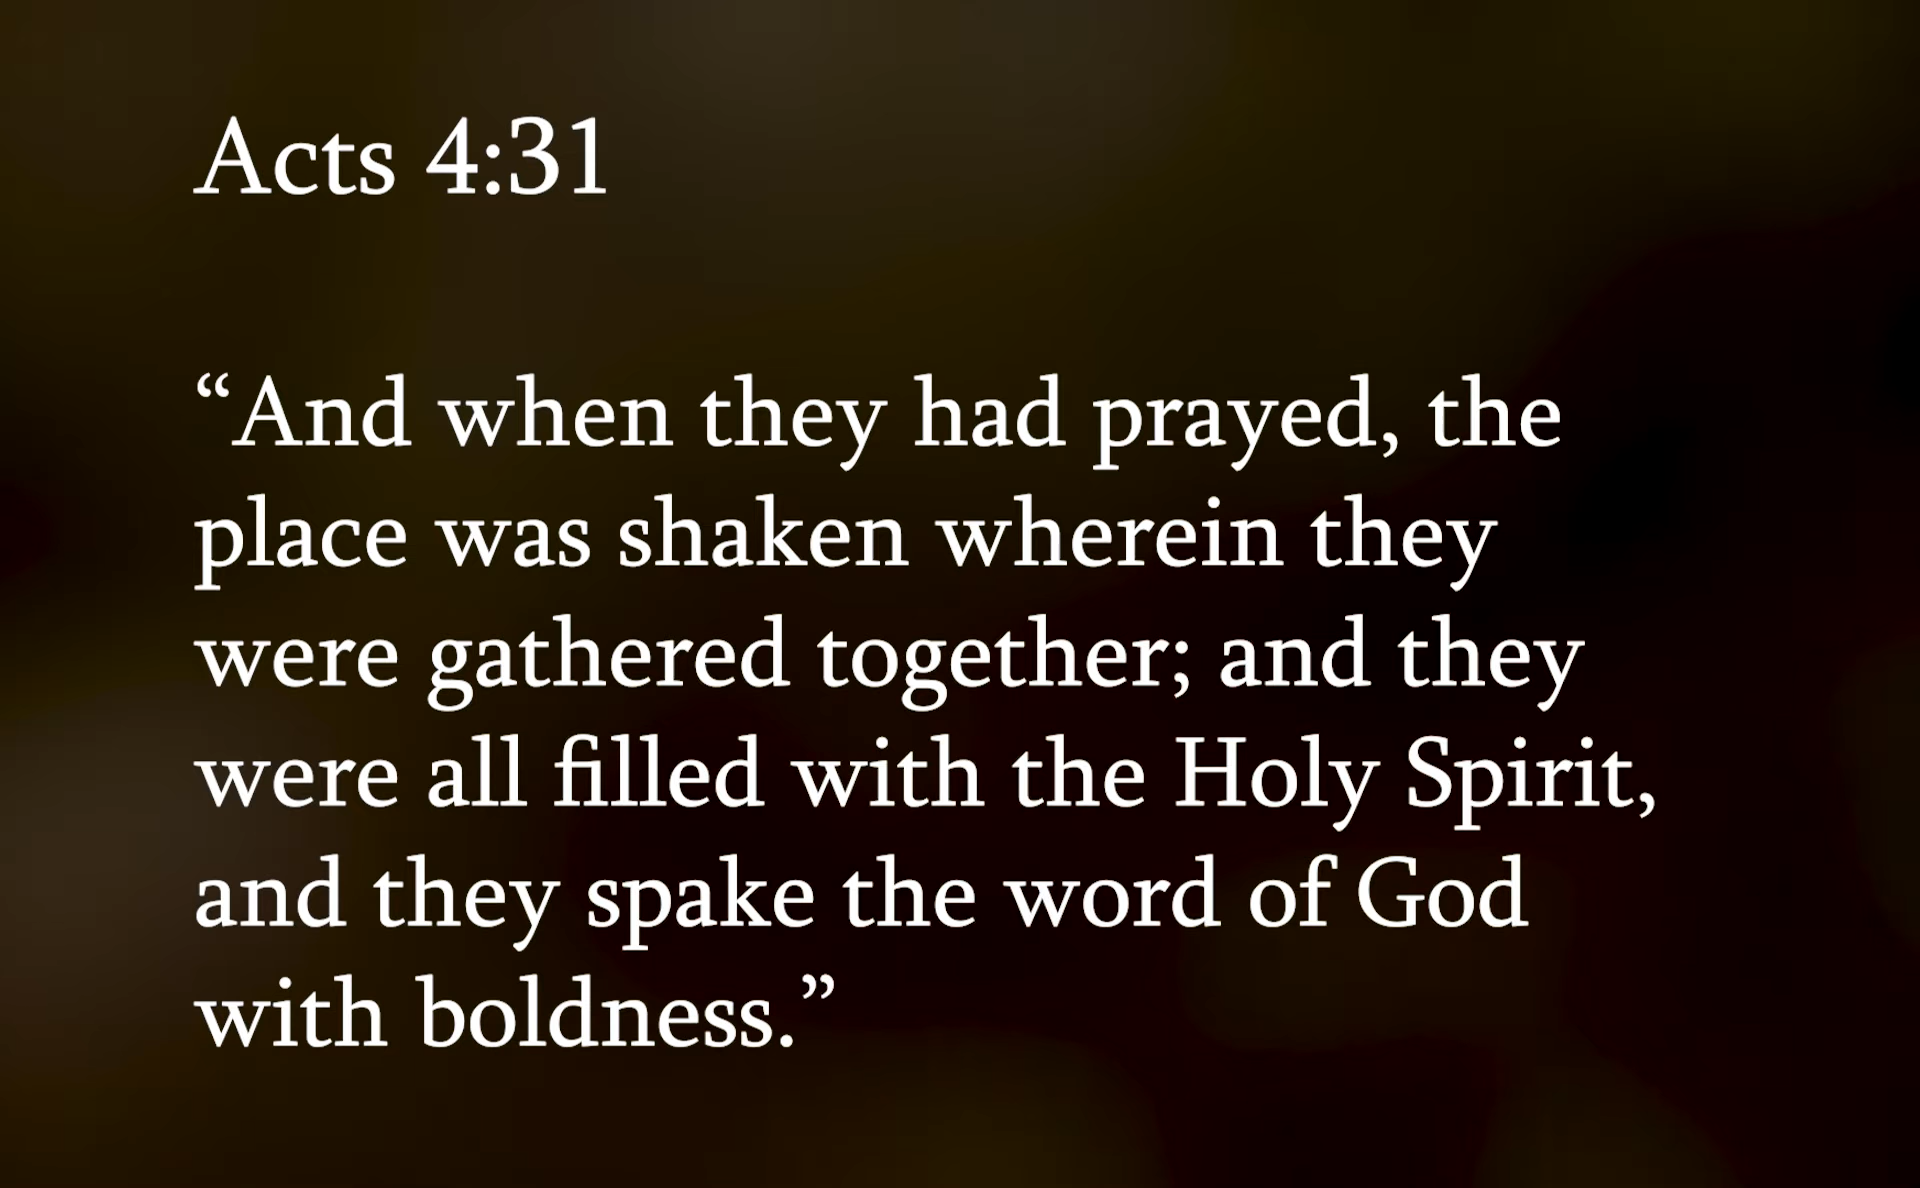 Acts 4:31
“And when they had prayed, the
place was shaken wherein they
were gathered together; and they
were all filled with the Holy Spirit,
and they spake the word of God
with boldness.”